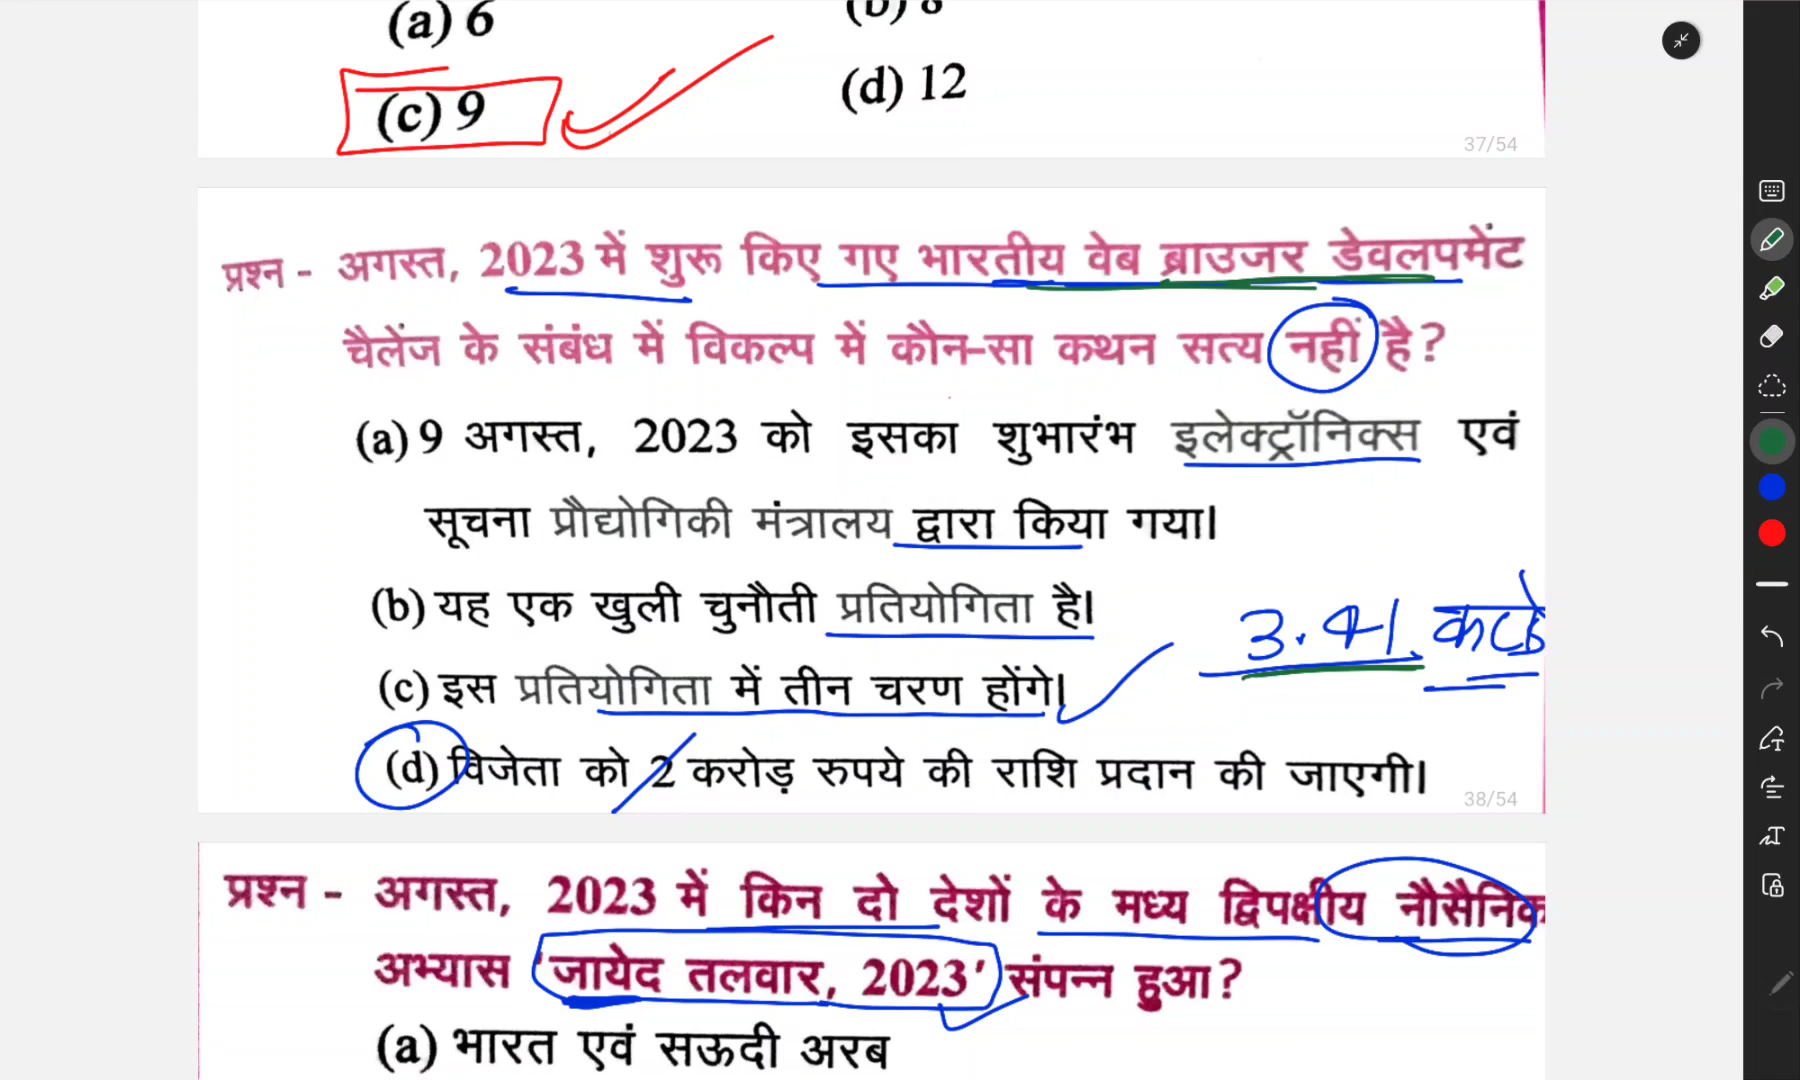 (a) 6
(b) 8
(c) 9
(d) 12
37/54
प्रश्न - अगस्त, 2023 में शुरू किए गए भारतीय वेब ब्राउजर डेवलपमेंट
चैलेंज के संबंध में विकल्प में कौन-सा कथन सत्य नहीं है?
(a) 9 अगस्त, 2023 को इसका शुभारंभ इलेक्ट्रॉनिक्स एवं
सूचना प्रौद्योगिकी मंत्रालय द्वारा किया गया।
(b) यह एक खुली चुनौती प्रतियोगिता है।
3.41
(c) इस प्रतियोगिता में तीन चरण होंगे।
(d) विजेता को 2 करोड़ रुपये की राशि प्रदान की जाएगी।
38/54
प्रश्न - अगस्त, 2023 में किन दो देशों के मध्य द्विपक्षीय नौसैनिक
अभ्यास 'जायेद तलवार, 2023' संपन्न हुआ?
(a) भारत एवं सऊदी अरब